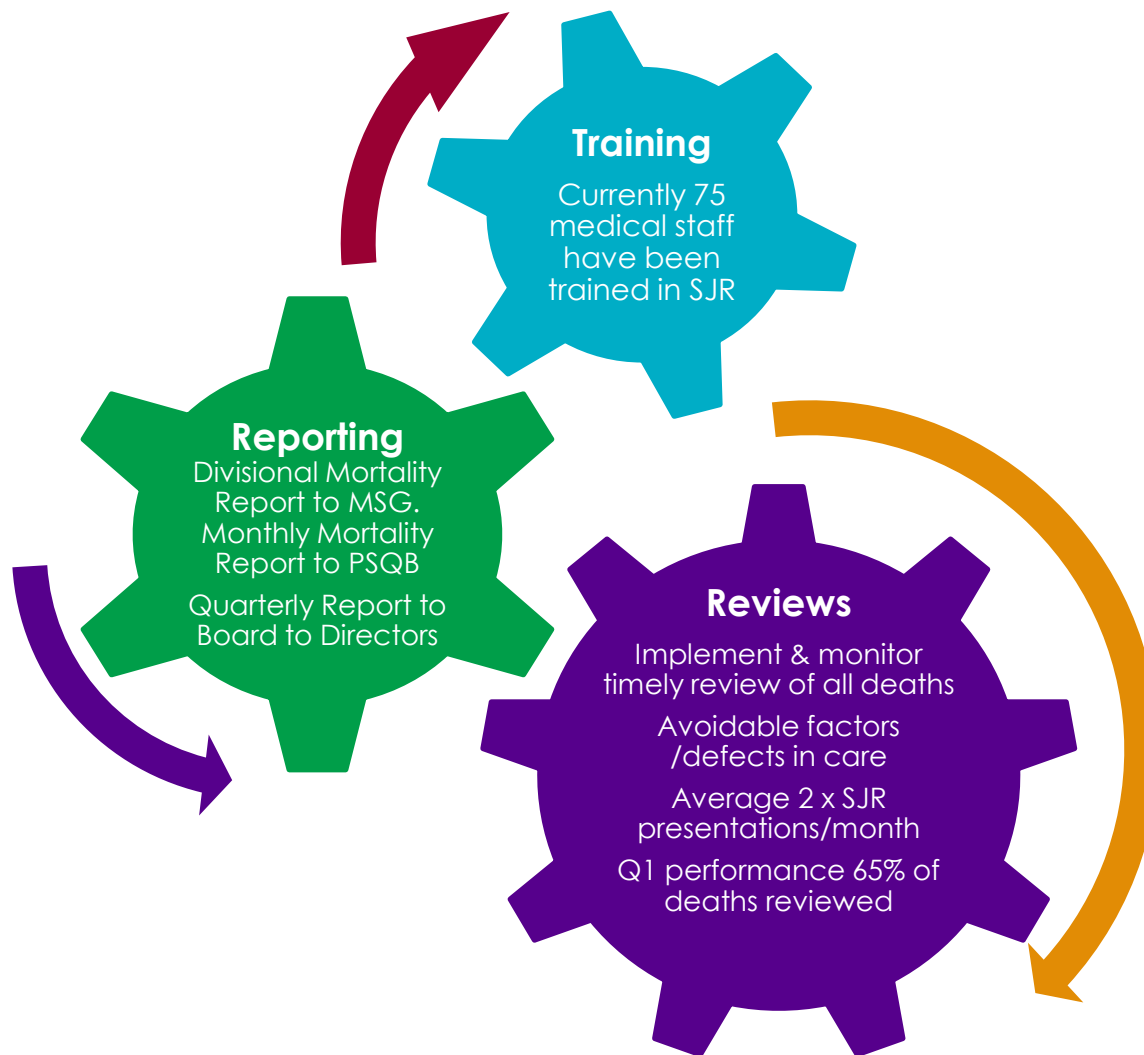 Training
Currently 75
medical staff
have been
trained in SJR
Reporting
Divisional Mortality
Report to MSG.
Monthly Mortality
Report to PSQB
Quarterly Report to
Board to Directors
Reviews
Implement & monitor
timely review of all deaths
Avoidable factors
/defects in care
Average 2 x SJR
presentations/month
Q1 performance 65% of
deaths reviewed